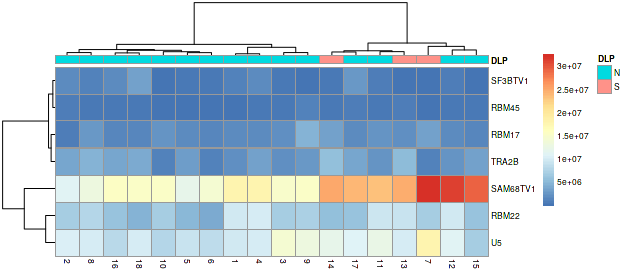 DLP
SF3BTV1
RBM45
RBM17
TRA2B
SAM68TV1
RBM22
U5
2 8 16 18 10 5 6 1 4 3 9 14 17 11 13 7 12 15
3e+07
2.5e+07
2e+07
1.5e+07
1e+07
5e+06
DLP
N
S